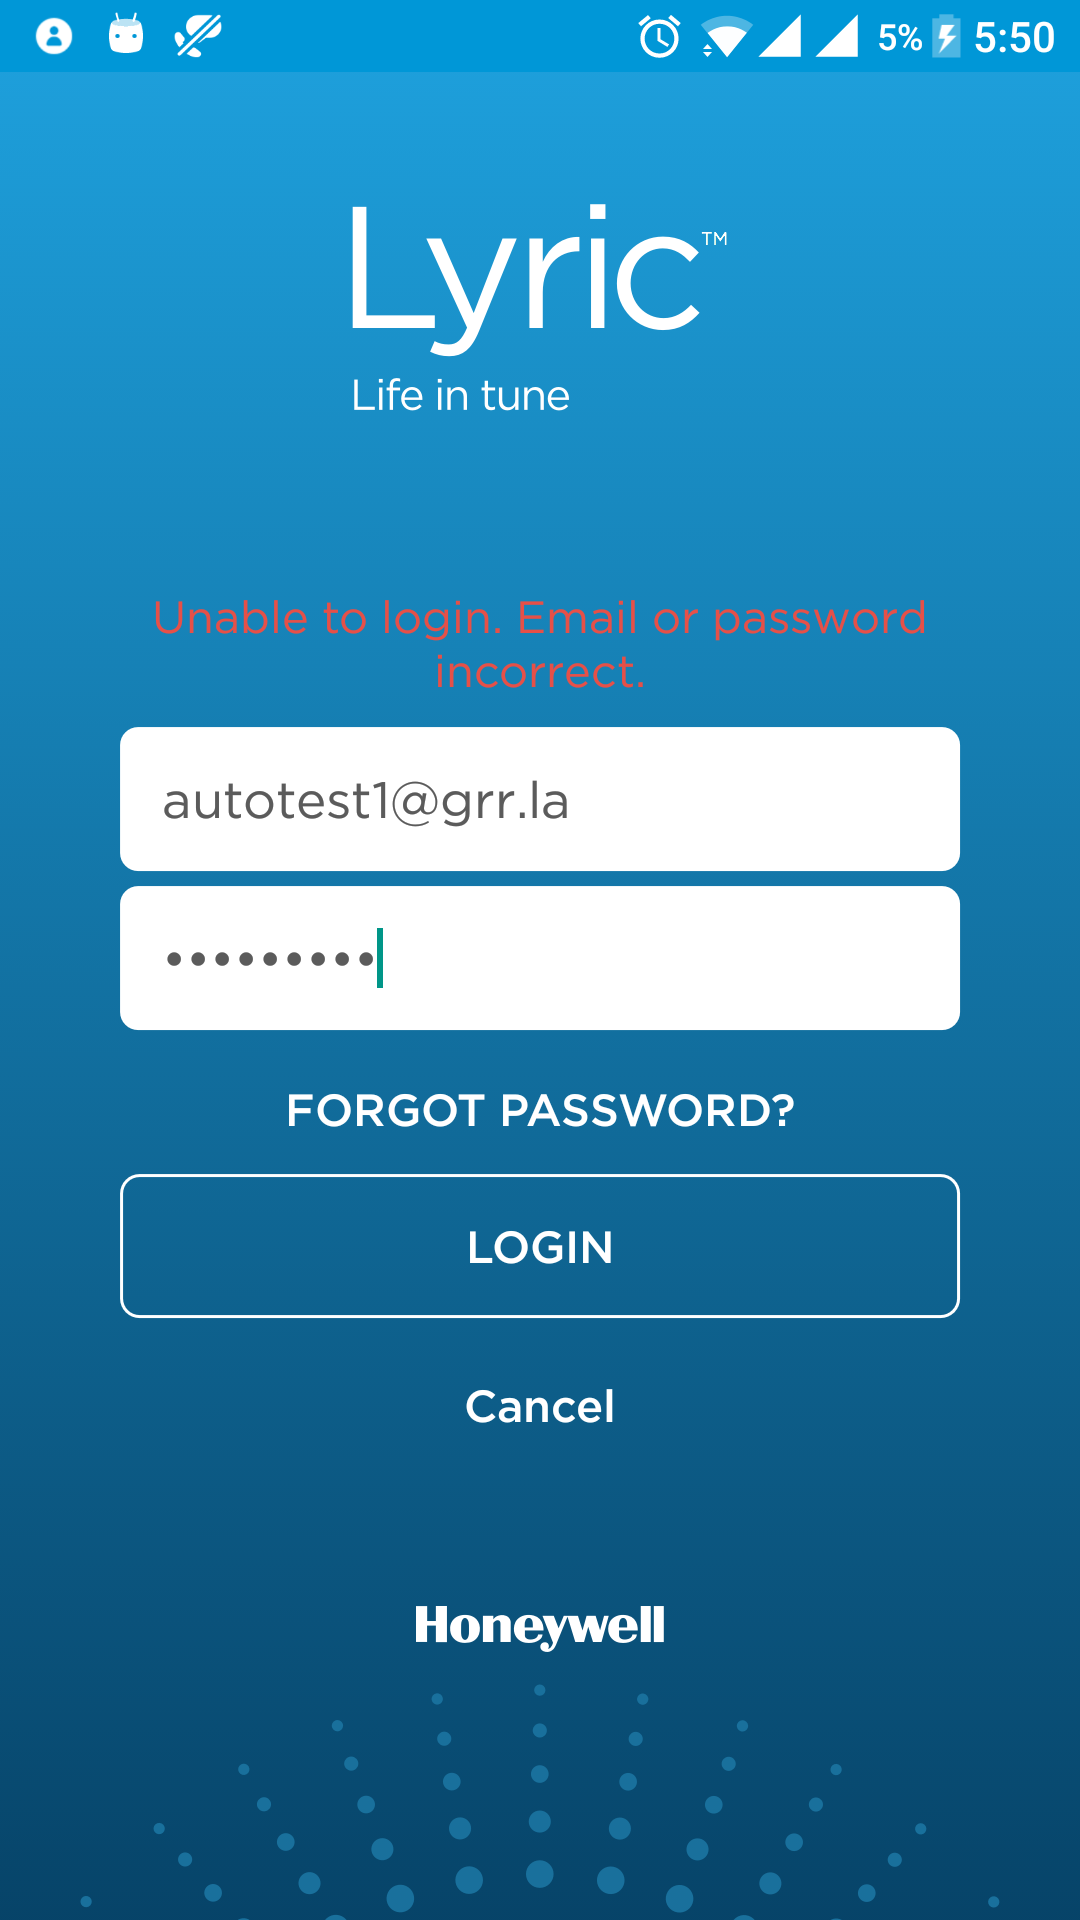 5% 5:50
Lyric™
Life in tune
Unable to login. Email or password
incorrect.
autotest1@grr.la
•••••••••
FORGOT PASSWORD?
LOGIN
Cancel
Honeywell